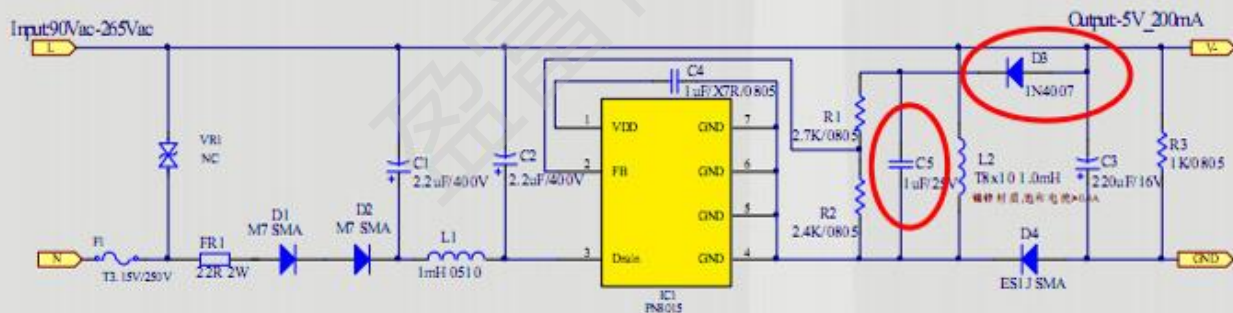 Input:90Vac-265Vac
Output:-5V_200mA
L
V-
C4
1uF/X7R/0805
D3
1N4007
VR1
NC
C1
2.2uF/400V
C2
2.2uF/400V
1
VDD
GND
7
2
FB
GND
6
GND
5
3
Drain
GND
4
IC1
PN8015
R1
2.7K/0805
R2
2.4K/0805
C5
1uF/25V
L2
T8x10 1.0mH
C3
220uF/16V
R3
1K/0805
N
F1
T3.15V/250V
FR1
22R 2W
D1
M7 SMA
D2
M7 SMA
L1
1mH 0510
D4
ES1J SMA
GND